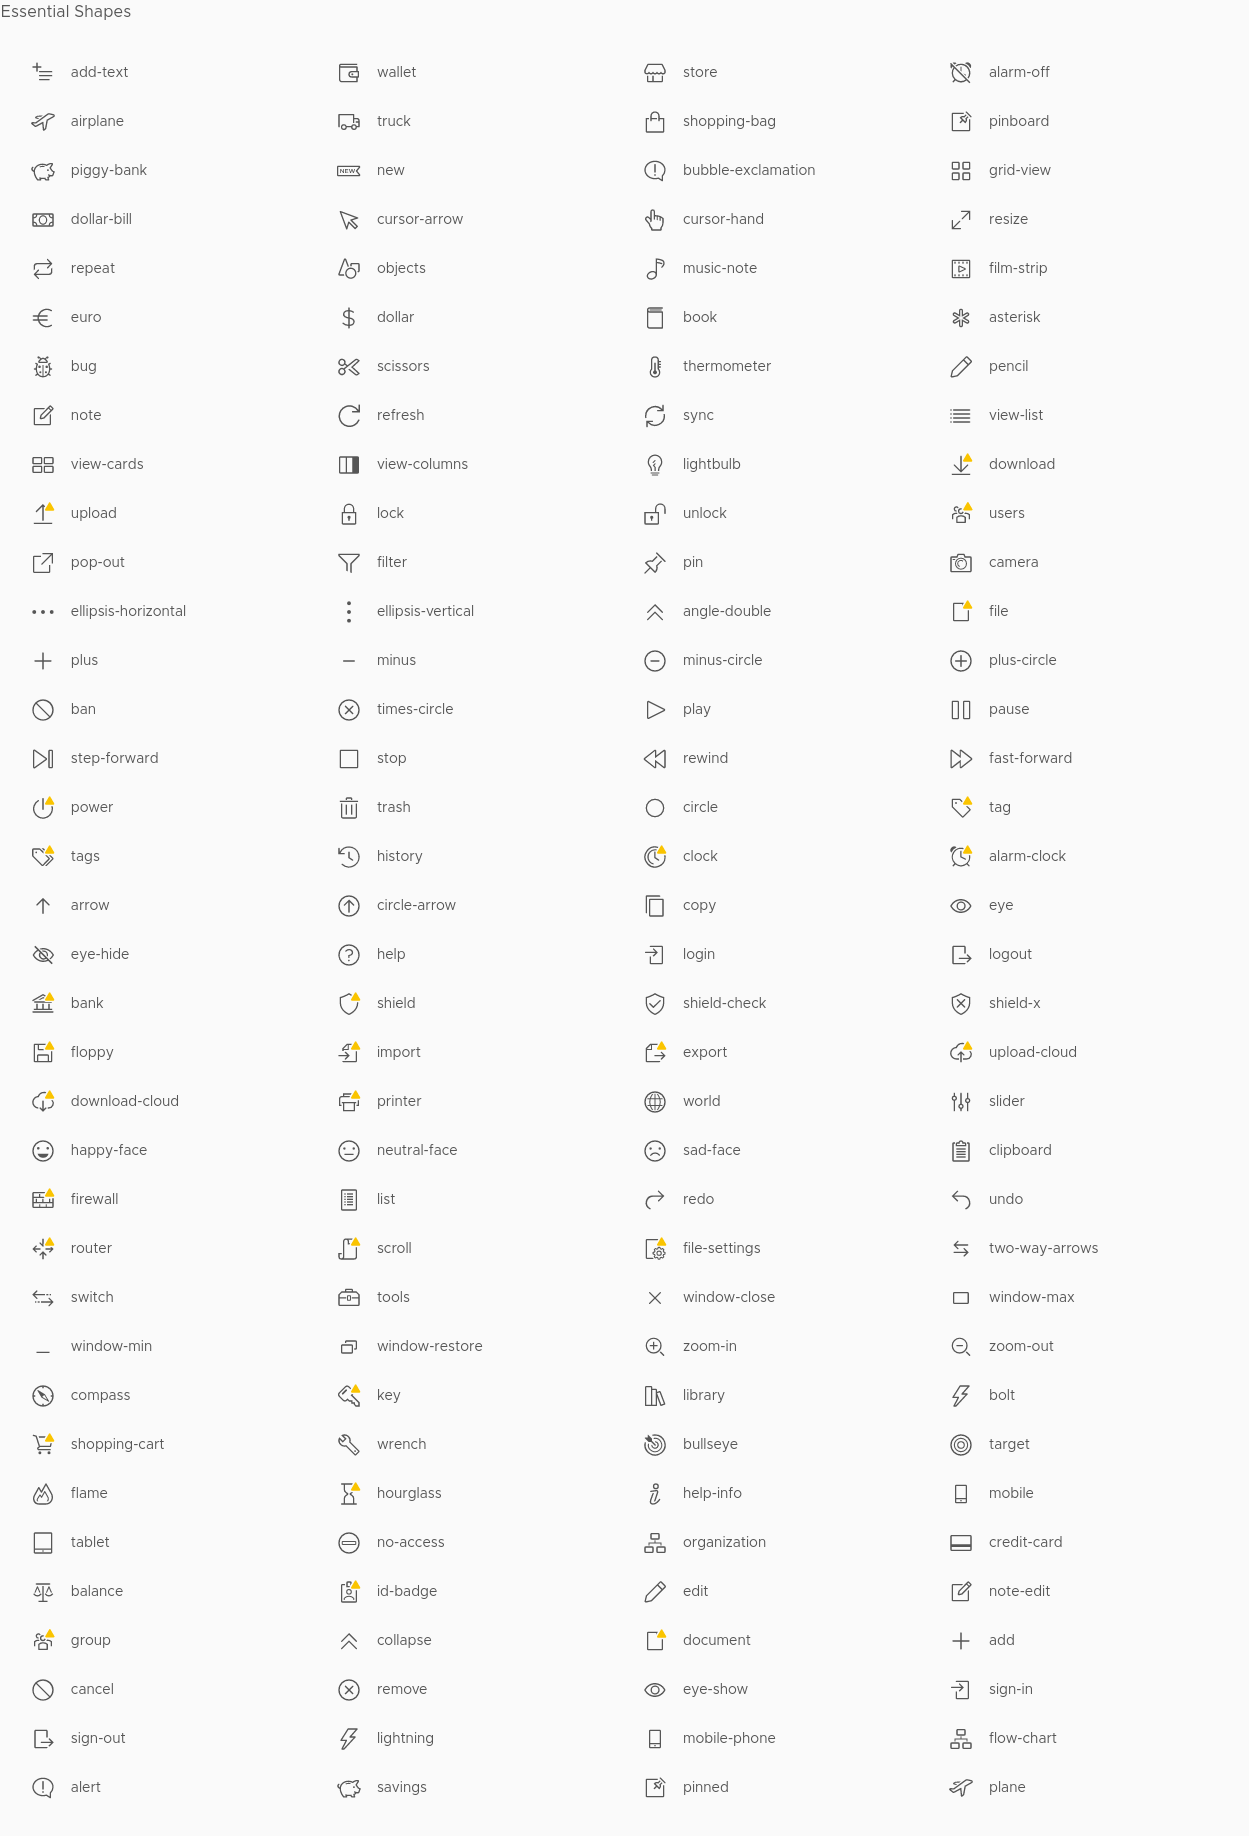 Essential Shapes
add-text wallet store alarm-off
airplane truck shopping-bag pinboard
piggy-bank NEW new bubble-exclamation grid-view
dollar-bill cursor-arrow cursor-hand resize
repeat objects music-note film-strip
euro dollar book asterisk
bug scissors thermometer pencil
note refresh sync view-list
view-cards view-columns lightbulb download
upload lock unlock users
pop-out filter pin camera
ellipsis-horizontal ellipsis-vertical angle-double file
plus minus minus-circle plus-circle
ban times-circle play pause
step-forward stop rewind fast-forward
power trash circle tag
tags history clock alarm-clock
arrow circle-arrow copy eye
eye-hide help login logout
bank shield shield-check shield-x
floppy import export upload-cloud
download-cloud printer world slider
happy-face neutral-face sad-face clipboard
firewall list redo undo
router scroll file-settings two-way-arrows
switch tools window-close window-max
window-min window-restore zoom-in zoom-out
compass key library bolt
shopping-cart wrench bullseye target
flame hourglass help-info mobile
tablet no-access organization credit-card
balance id-badge edit note-edit
group collapse document add
cancel remove eye-show sign-in
sign-out lightning mobile-phone flow-chart
alert savings pinned plane